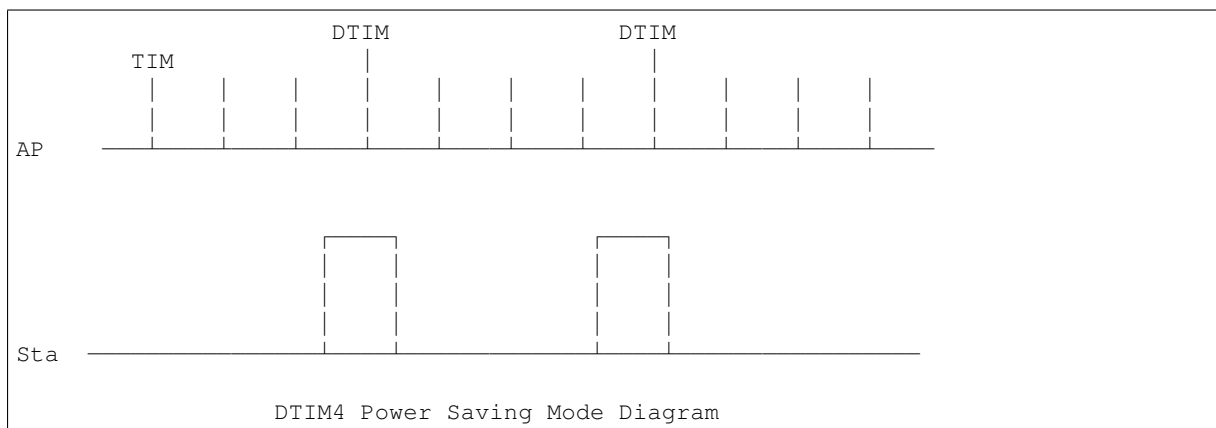 DTIM DTIM
TIM
AP
Sta
DTIM4 Power Saving Mode Diagram